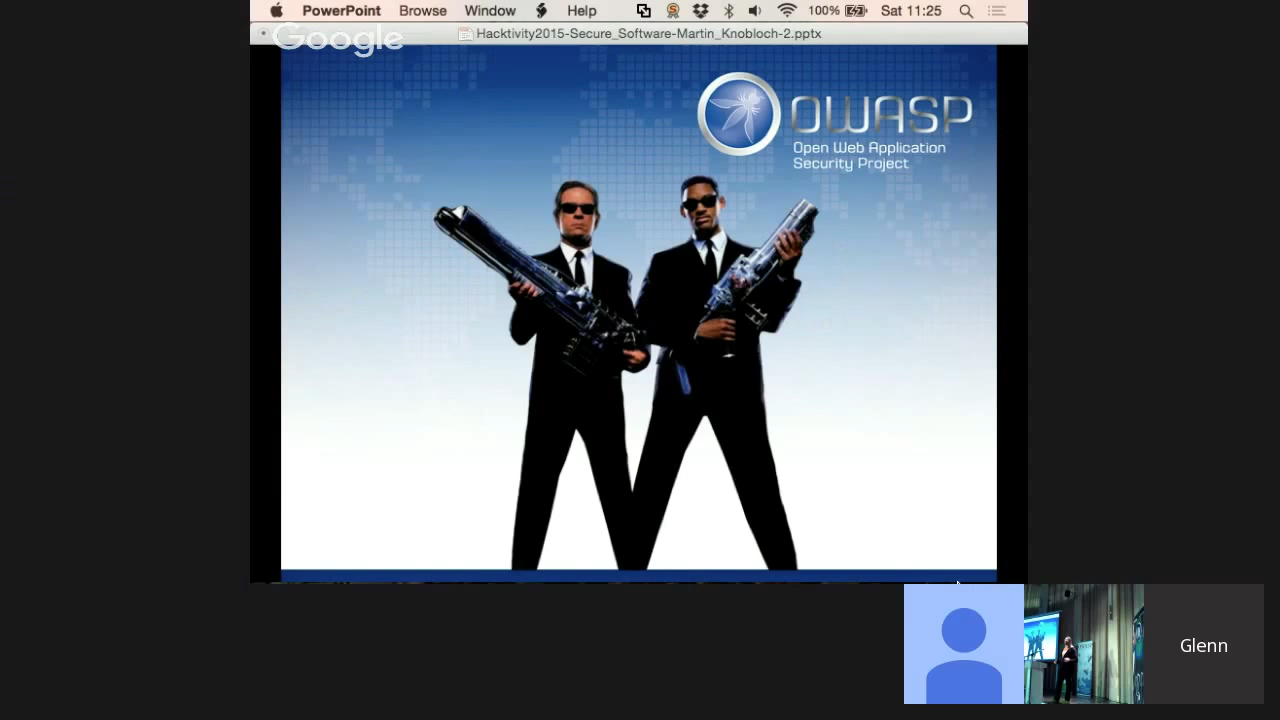 PowerPoint Browse Window Help 100% Sat 11:25
Google
Hacktivity2015-Secure_Software-Martin_Knobloch-2.pptx
OWASP
Open Web Application
Security Project
Glenn